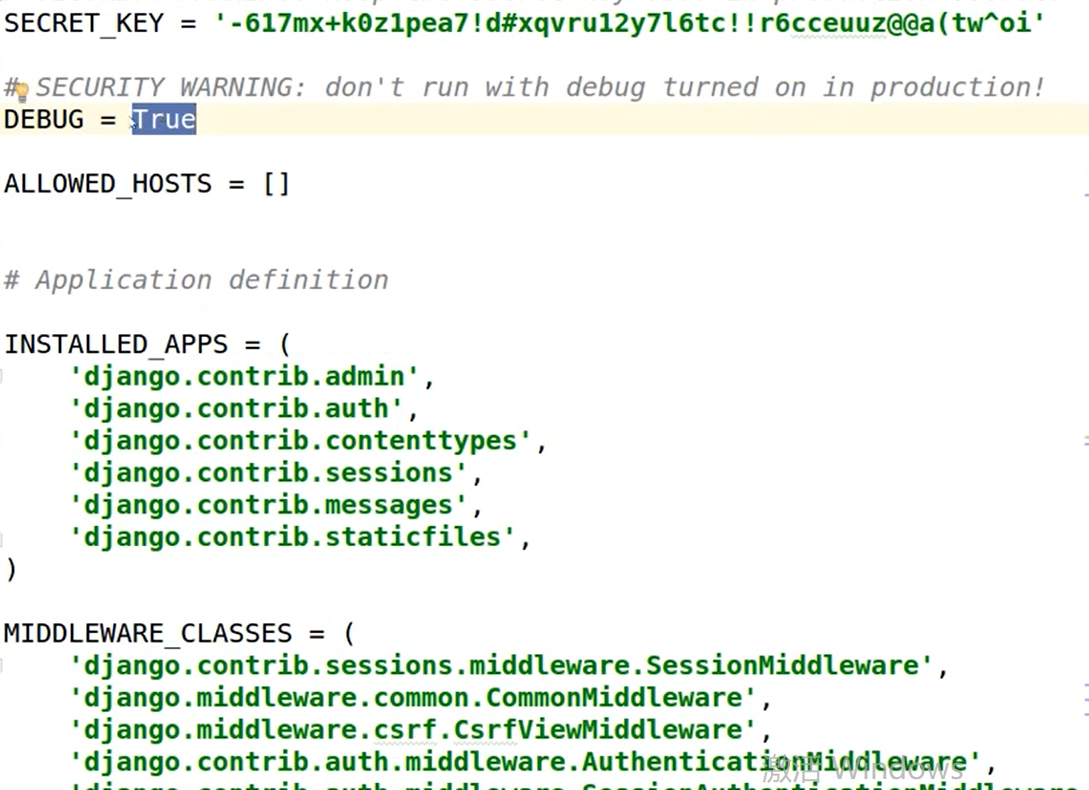 SECRET_KEY = '-617mx+k0z1pea7!d#xqvru12y7l6tc!!r6cceuuz@@a(tw^oi'
# SECURITY WARNING: don't run with debug turned on in production!
DEBUG = True
ALLOWED_HOSTS = []
# Application definition
INSTALLED_APPS = (
    'django.contrib.admin',
    'django.contrib.auth',
    'django.contrib.contenttypes',
    'django.contrib.sessions',
    'django.contrib.messages',
    'django.contrib.staticfiles',
)
MIDDLEWARE_CLASSES = (
    'django.contrib.sessions.middleware.SessionMiddleware',
    'django.middleware.common.CommonMiddleware',
    'django.middleware.csrf.CsrfViewMiddleware',
    'django.contrib.auth.middleware.AuthenticationMiddleware',
激活 Windows